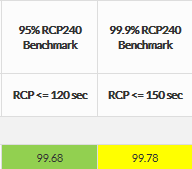 95% RCP240 99.9% RCP240
Benchmark Benchmark
RCP <= 120 sec RCP <= 150 sec
99.68 99.78